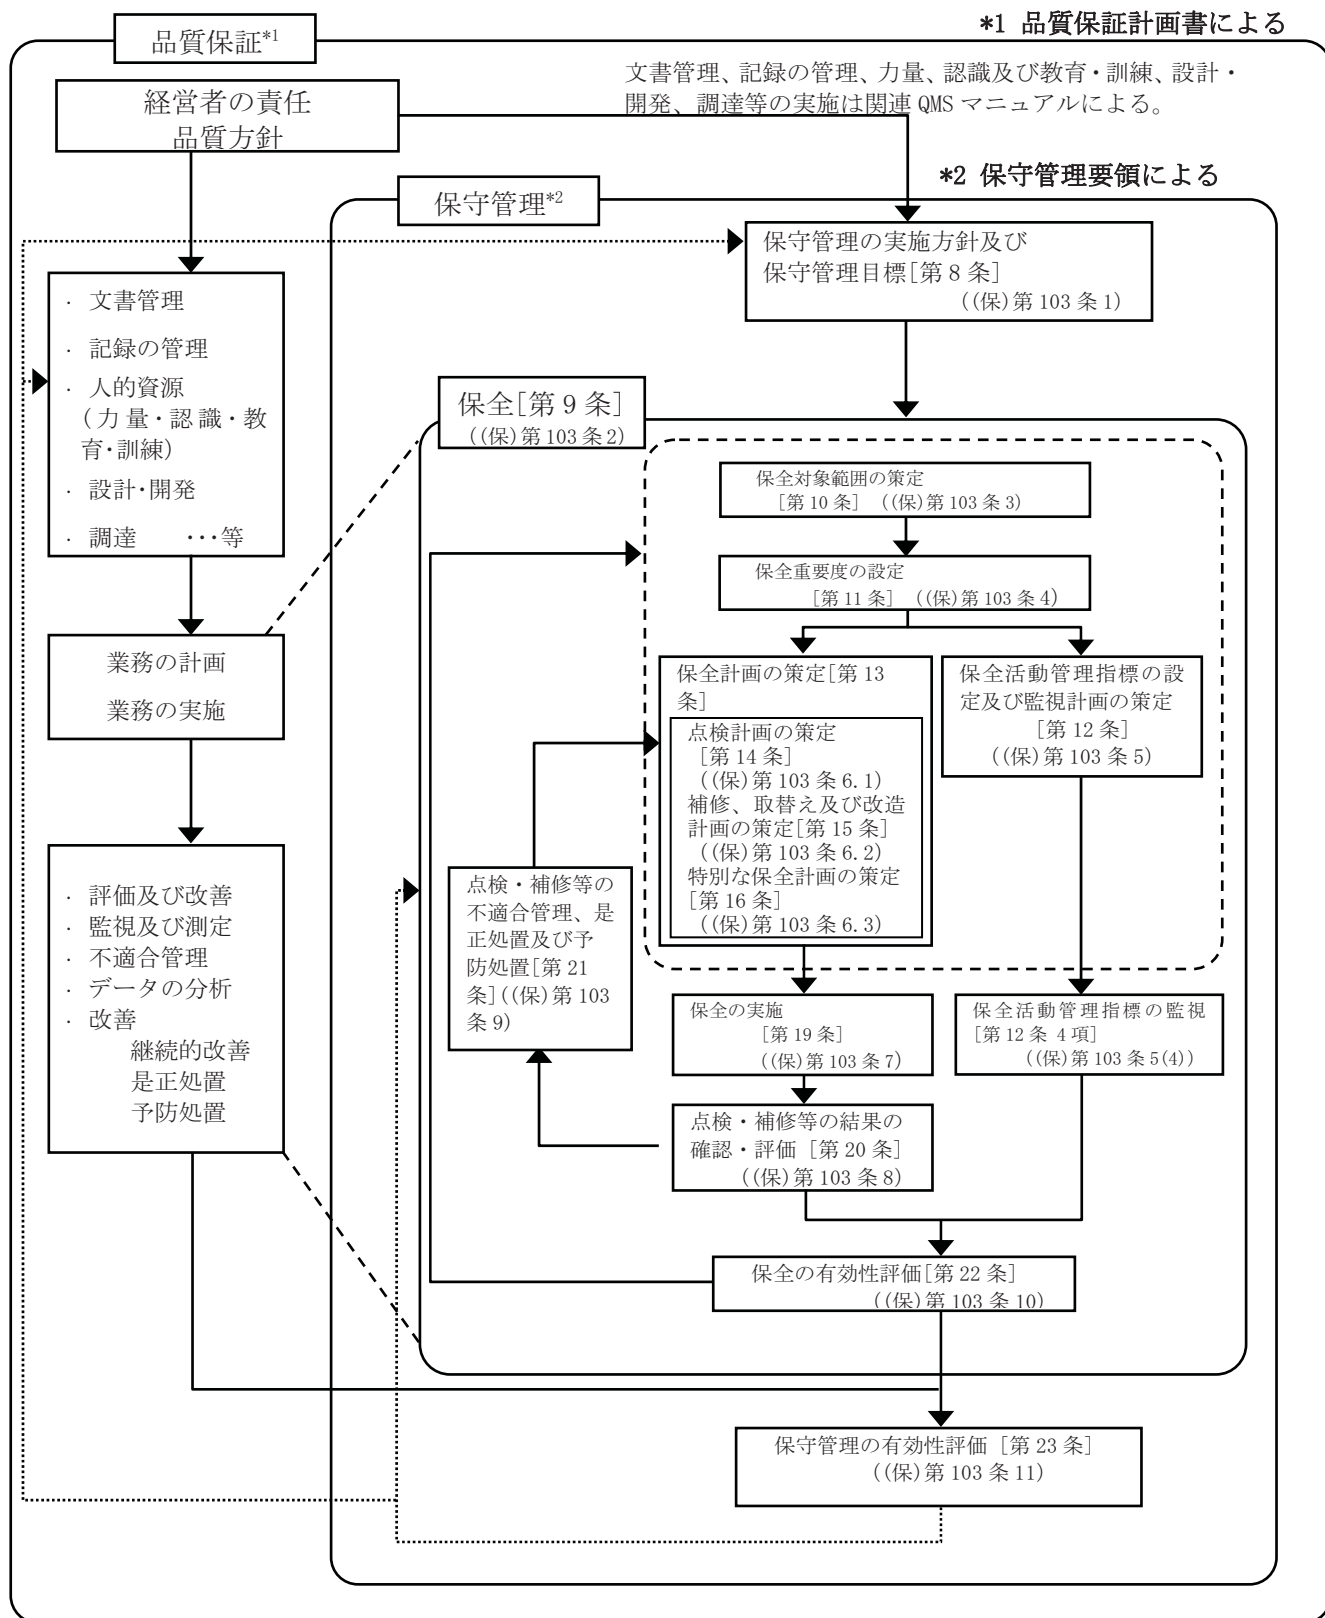 *1 品質保証計画書による
品質保証*1
文書管理、記録の管理、力量、認識及び教育・訓練、設計・
開発、調達等の実施は関連 QMS マニュアルによる。
経営者の責任
品質方針
*2 保守管理要領による
保守管理*2
保守管理の実施方針及び
保守管理目標[第 8 条]
((保)第 103 条 1)
・ 文書管理
・ 記録の管理
・ 人的資源
(力量・認識・教
育・訓練)
・ 設計・開発
・ 調達 …等
保全[第 9 条]
((保)第 103 条 2)
保全対象範囲の策定
[第 10 条] ((保)第 103 条 3)
保全重要度の設定
[第 11 条] ((保)第 103 条 4)
業務の計画
業務の実施
保全計画の策定[第 13
条]
点検計画の策定
[第 14 条]
((保)第 103 条 6.1)
補修、取替え及び改造
計画の策定[第 15 条]
((保)第 103 条 6.2)
特別な保全計画の策定
[第 16 条]
((保)第 103 条 6.3)
保全活動管理指標の設
定及び監視計画の策定
[第 12 条]
((保)第 103 条 5)
・ 評価及び改善
・ 監視及び測定
・ 不適合管理
・ データの分析
・ 改善
継続的改善
是正処置
予防処置
点検・補修等の
不適合管理、是
正処置及び予
防処置[第 21
条]((保)第 103
条 9)
保全の実施
[第 19 条]
((保)第 103 条 7)
保全活動管理指標の監視
[第 12 条 4 項]
((保)第 103 条 5(4))
点検・補修等の結果の
確認・評価 [第 20 条]
((保)第 103 条 8)
保全の有効性評価[第 22 条]
((保)第 103 条 10)
保守管理の有効性評価 [第 23 条]
((保)第 103 条 11)